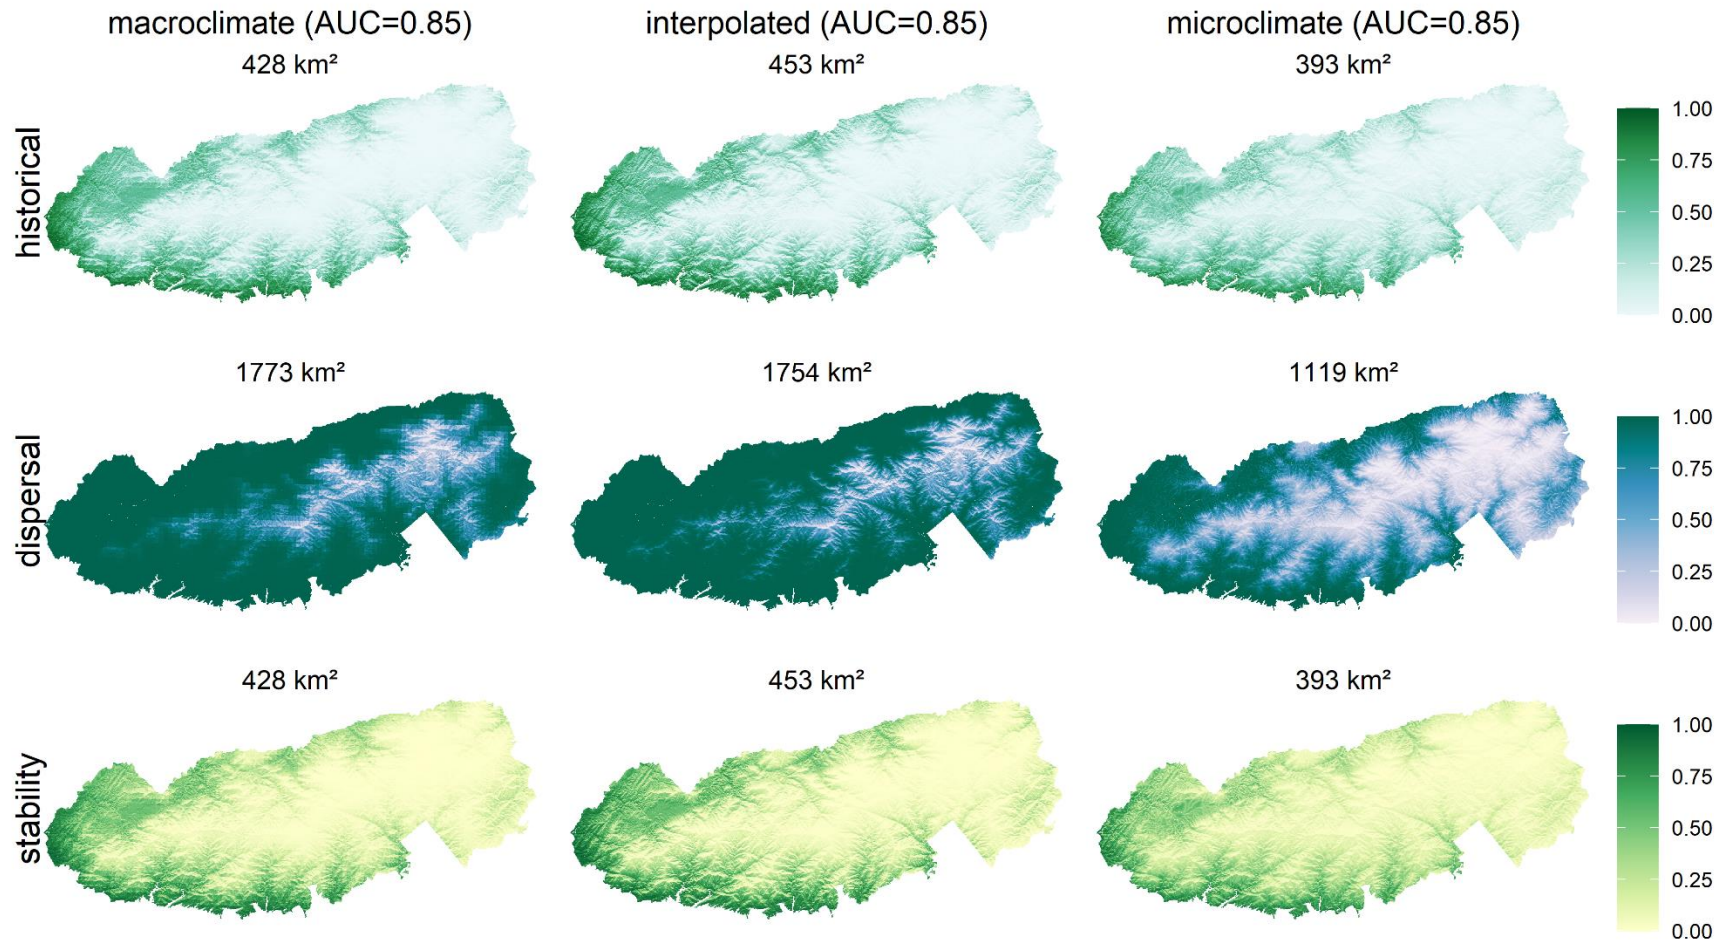 macroclimate (AUC=0.85) interpolated (AUC=0.85) microclimate (AUC=0.85)
428 km² 453 km² 393 km²
historical
1.00
0.75
0.50
0.25
0.00
1773 km² 1754 km² 1119 km²
dispersal
1.00
0.75
0.50
0.25
0.00
428 km² 453 km² 393 km²
stability
1.00
0.75
0.50
0.25
0.00